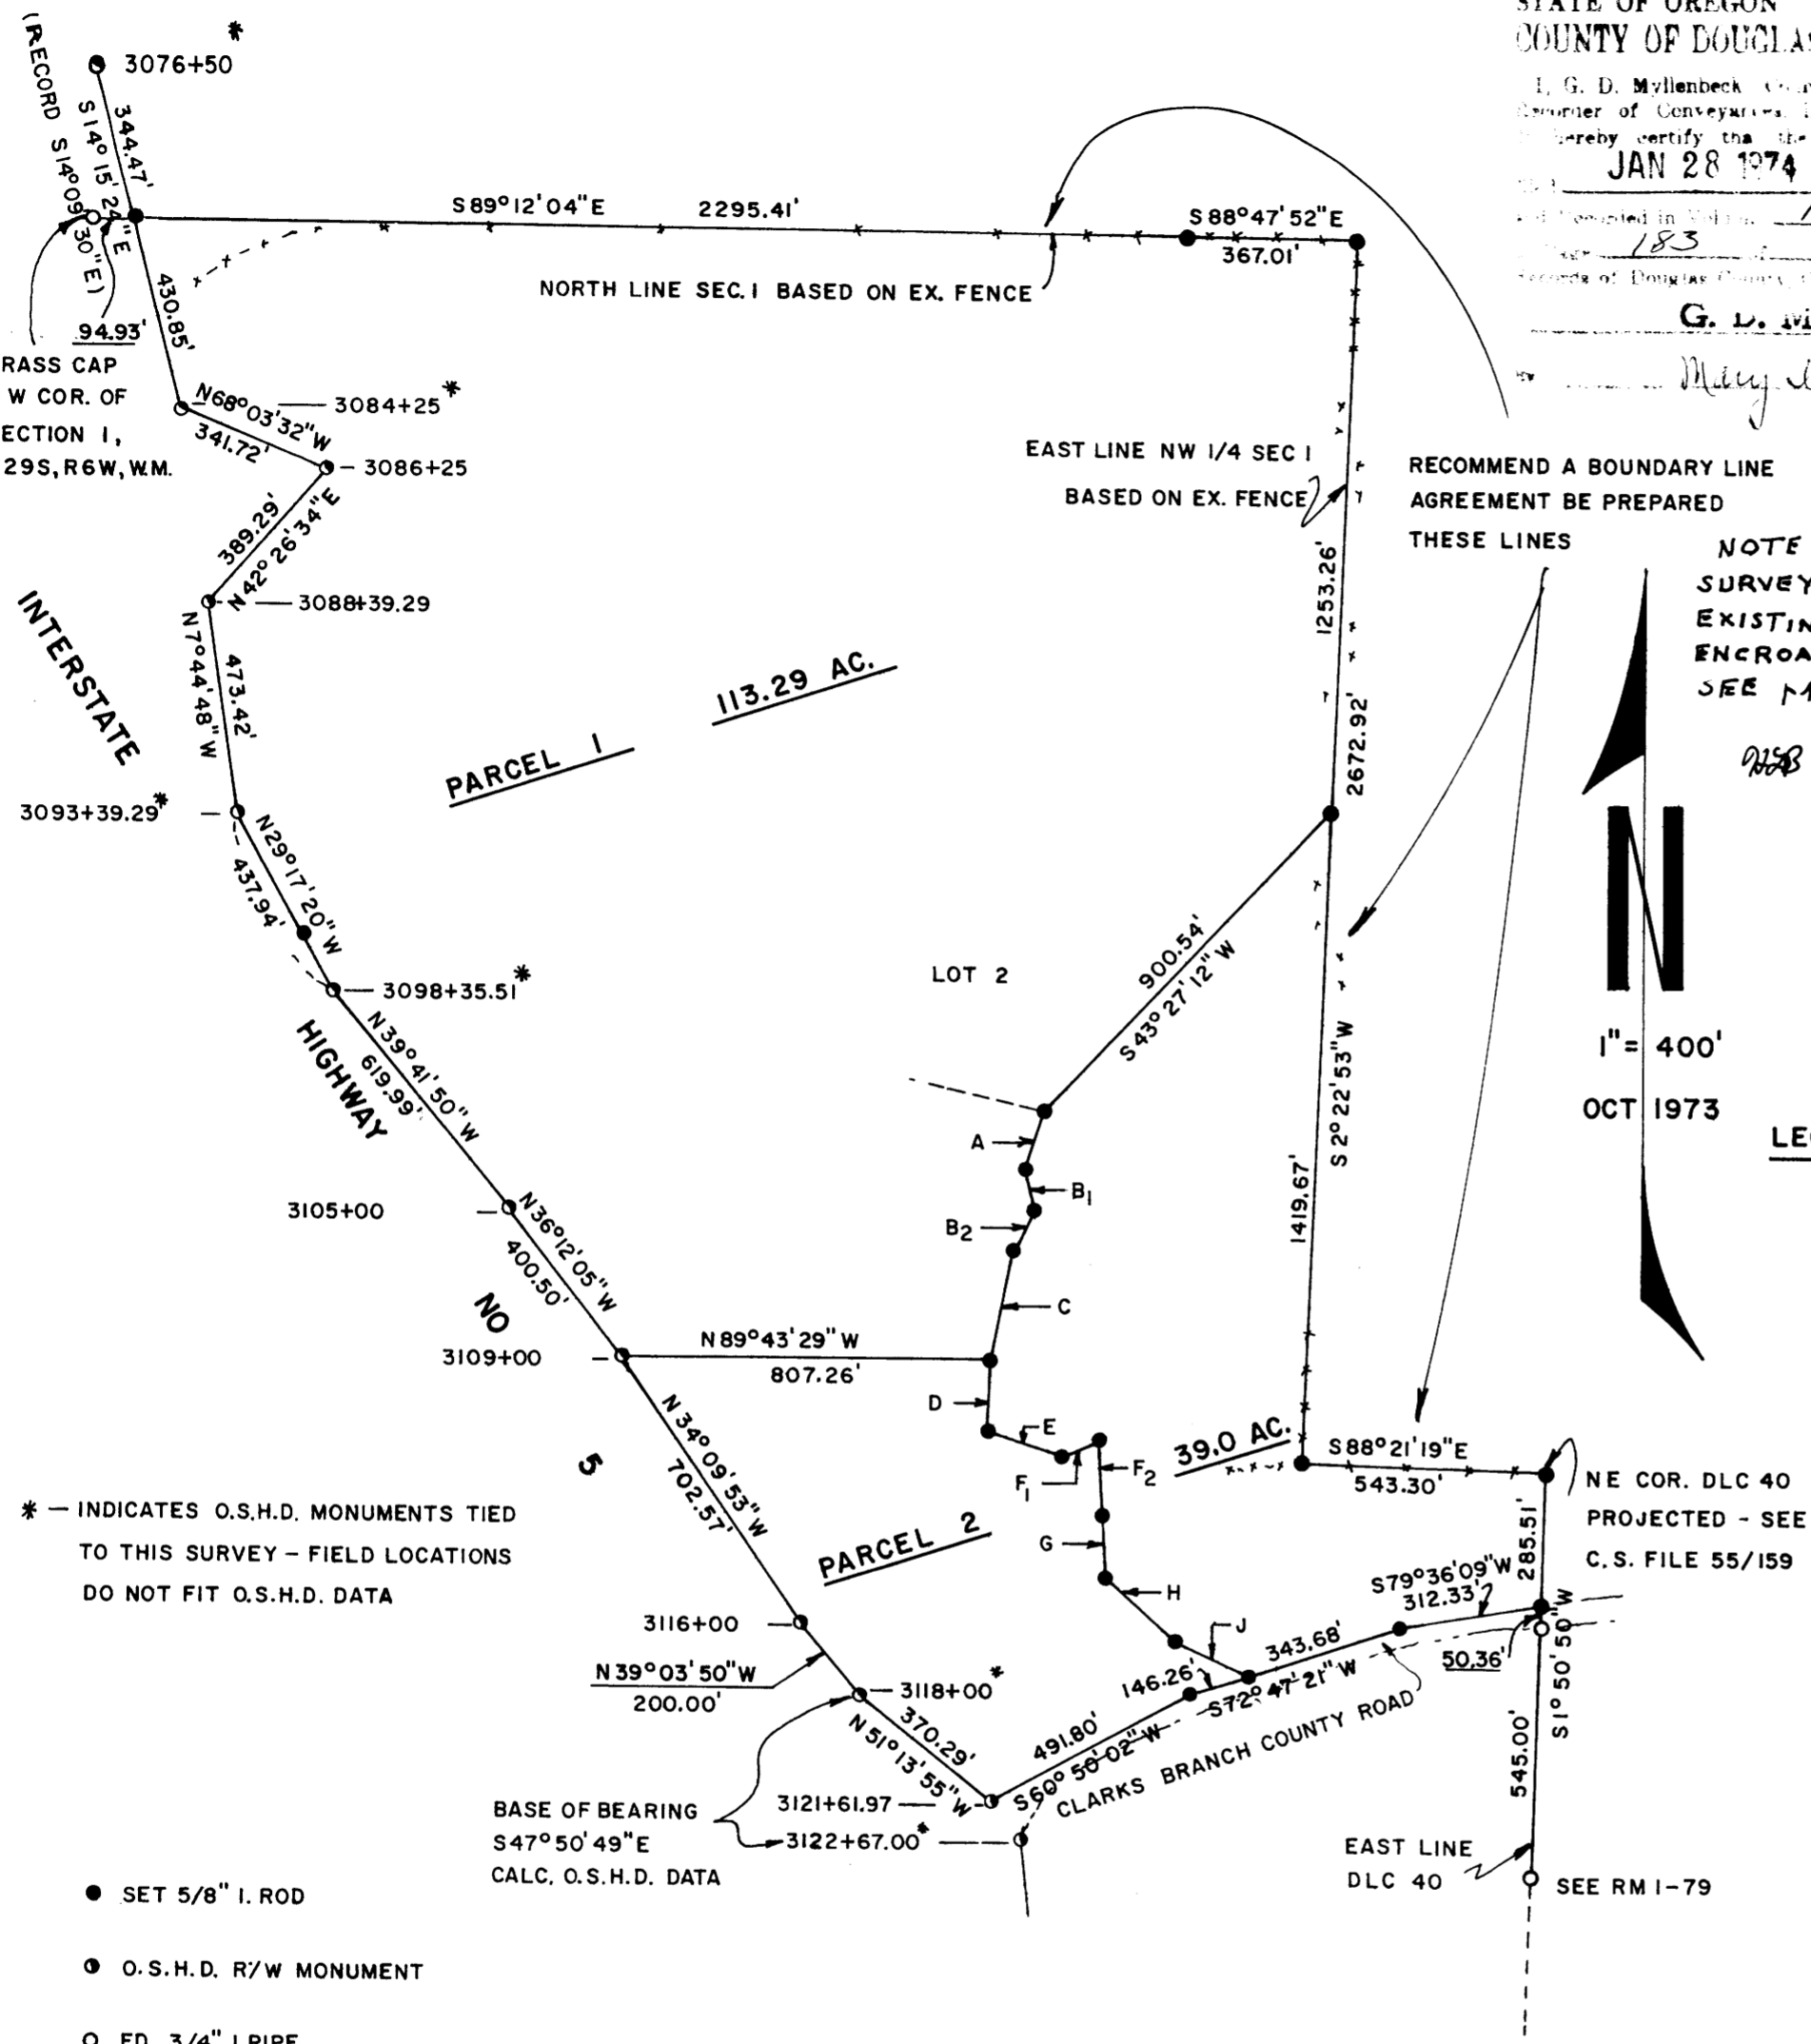 STATE OF OREGON
COUNTY OF DOUGLAS
I, G. D. Myllenbeck
Recorder of Conveyances,
hereby certify tha the
JAN 28 1974
Recorded in
183
Records of Douglas County,
G. D. M
Mary
(RECORD S14°09'30"E)
S14°15'24"E
344.47'
3076+50*
S89°12'04"E 2295.41'
S88°47'52"E
367.01'
NORTH LINE SEC. 1 BASED ON EX. FENCE
430.85'
94.93'
RASS CAP
W COR. OF
ECTION 1,
29S, R6W, W.M.
N68°03'32"W
341.72'
3084+25*
3086+25
EAST LINE NW 1/4 SEC 1
BASED ON EX. FENCE
RECOMMEND A BOUNDARY LINE
AGREEMENT BE PREPARED
THESE LINES
NOTE
SURVEY
EXISTIN
ENCROA
SEE
389.29'
N42°26'34"E
3088+39.29
1253.26'
INTERSTATE
N7°44'48"W
473.42'
113.29 AC.
PARCEL 1
2672.92'
3093+39.29*
N29°17'20"W
437.94'
N
LOT 2
900.54'
S43°27'12"W
3098+35.51*
1"= 400'
OCT 1973
LE
N39°41'50"W
619.99'
HIGHWAY
S2°22'53"W
A
B1
B2
1419.67'
3105+00
N36°12'05"W
400.50'
C
NO
3109+00
N89°43'29"W
807.26'
D
E
F1
F2
39.0 AC.
S88°21'19"E
543.30'
N34°09'53"W
702.57'
5
NE COR. DLC 40
PROJECTED - SEE
C.S. FILE 55/159
* — INDICATES O.S.H.D. MONUMENTS TIED
TO THIS SURVEY – FIELD LOCATIONS
DO NOT FIT O.S.H.D. DATA
PARCEL 2
G
H
J
285.51'
S79°36'09"W
312.33'
3116+00
N39°03'50"W
200.00'
3118+00*
343.68'
50.36'
S1°50'50"W
146.26'
S72°47'21"W
370.29'
N51°13'55"W
491.80'
S60°50'02"W
CLARKS BRANCH COUNTY ROAD
545.00'
BASE OF BEARING
S47°50'49"E
CALC. O.S.H.D. DATA
3121+61.97
3122+67.00*
EAST LINE
DLC 40
SEE RM 1-79
SET 5/8" I. ROD
O.S.H.D. R/W MONUMENT
FD. 3/4" I. PIPE